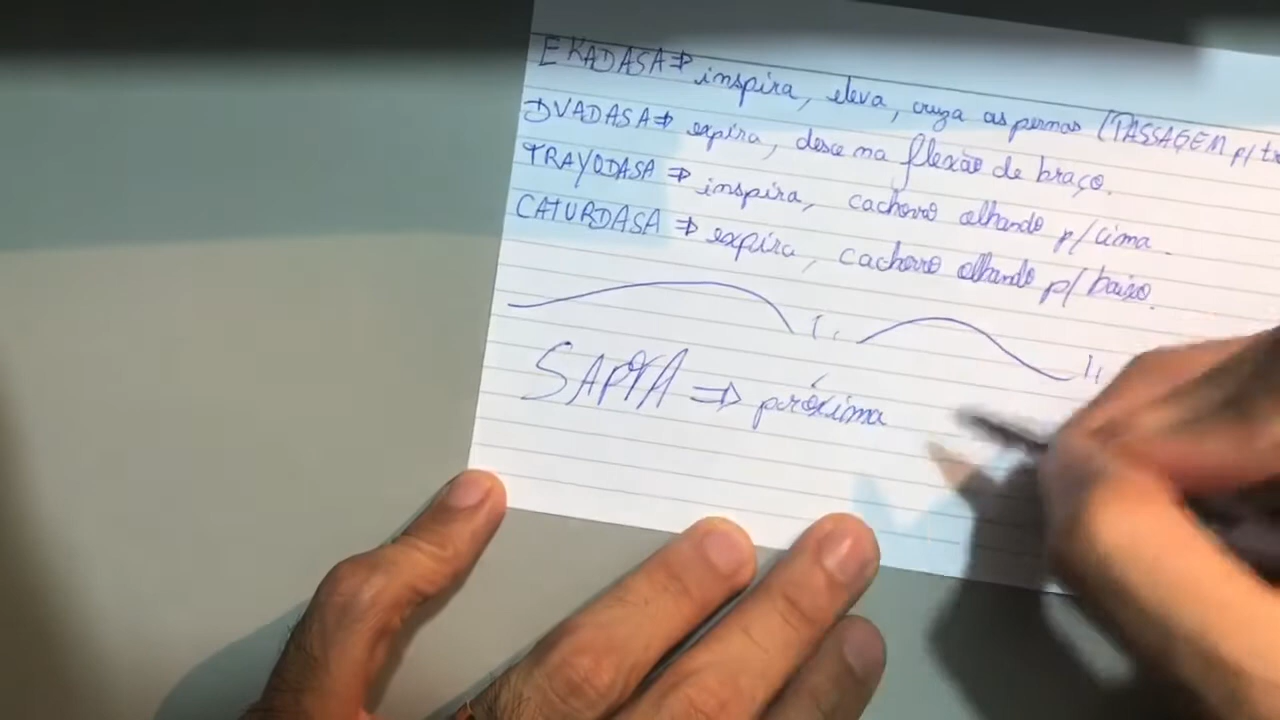 EKADASA ⇒ inspira, eleva, cruza as pernas (PASSAGEM p/ tr
DVADASA ⇒ expira, desce na flexão de braço.
TRAYODASA ⇒ inspira, cachorro olhando p/ cima.
CATURDASA ⇒ expira, cachorro olhando p/ baixo.
SAPTA ⇒ próxima